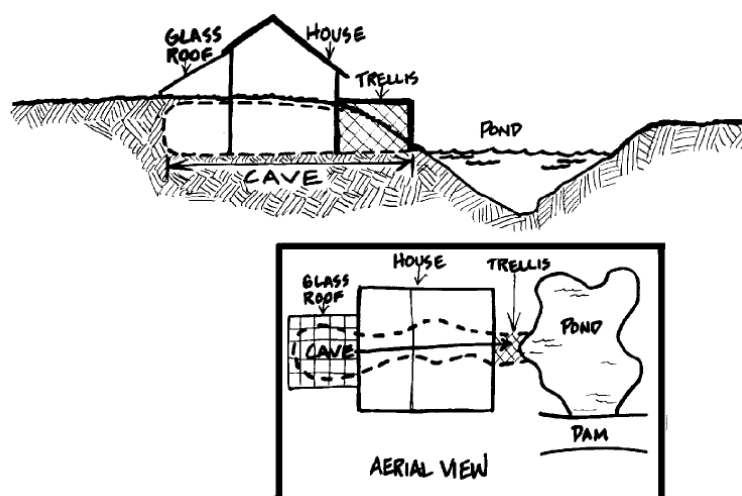 GLASS
ROOF
HOUSE
TRELLIS
POND
CAVE
HOUSE
TRELLIS
GLASS
ROOF
POND
CAVE
DAM
AERIAL VIEW